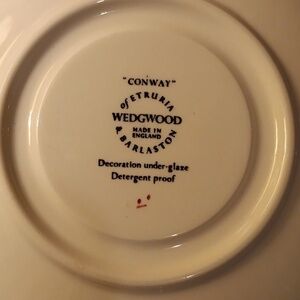 "CONWAY"
OF ETRURIA
WEDGWOOD
MADE IN
ENGLAND
& BARLASTON
Decoration under-glaze
Detergent proof